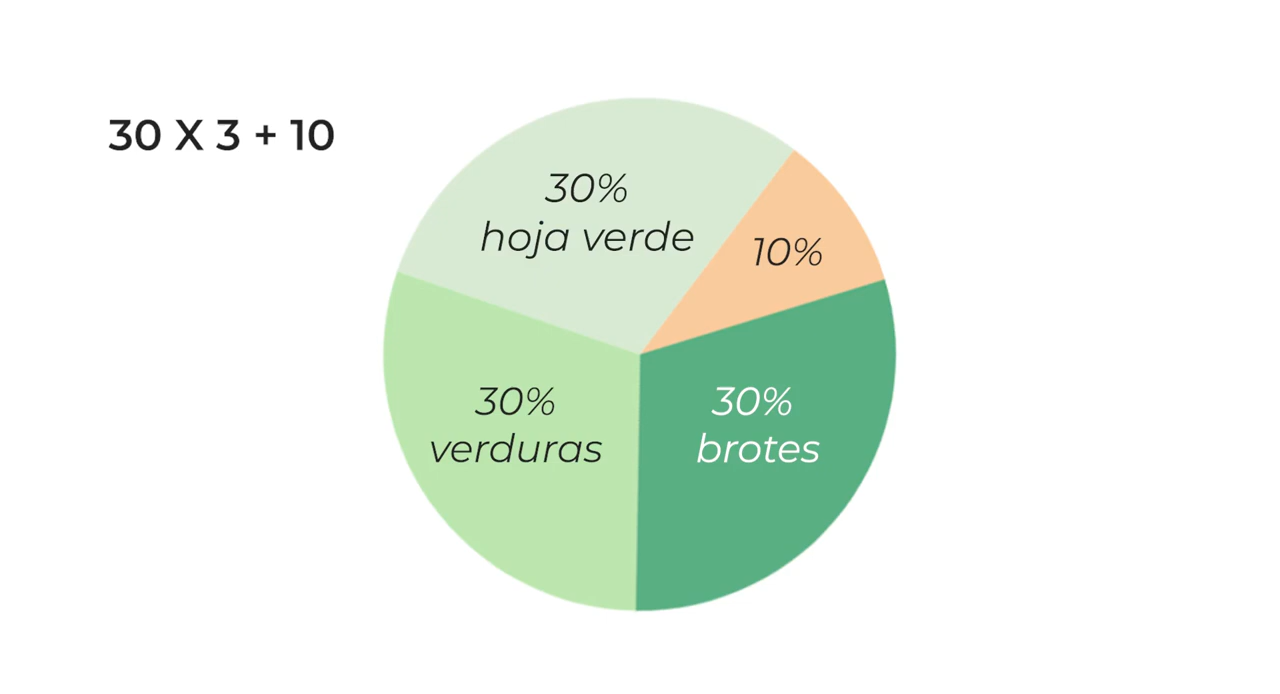 30 X 3 + 10
30%
hoja verde
10%
30%
verduras
30%
brotes